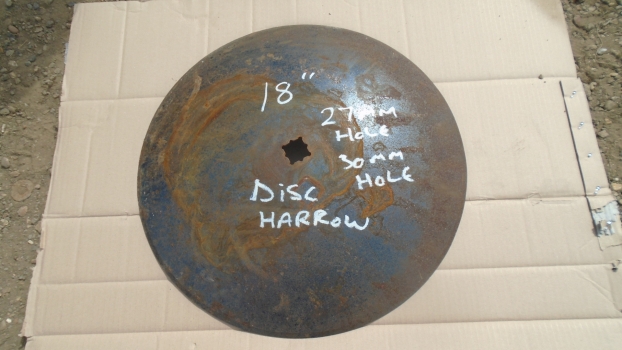 18"
27MM
HOLE
30MM
HOLE
DiSC
HARROW